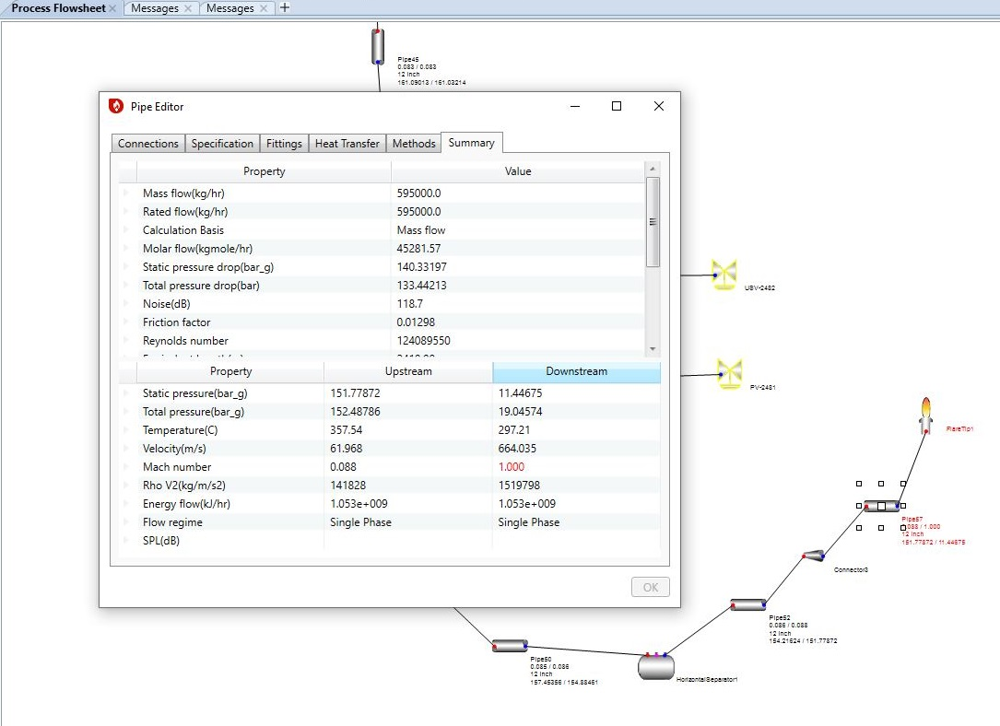 Process Flowsheet
Messages
Messages
Pipe45
0.083 / 0.083
12 inch
161.09013 / 161.03214
Pipe Editor
Connections
Specification
Fittings
Heat Transfer
Methods
Summary
Property Value
Mass flow(kg/hr) 595000.0
Rated flow(kg/hr) 595000.0
Calculation Basis Mass flow
Molar flow(kgmole/hr) 45281.57
Static pressure drop(bar_g) 140.33197
Total pressure drop(bar) 133.44213
Noise(dB) 118.7
Friction factor 0.01298
Reynolds number 124089550
Property Upstream Downstream
Static pressure(bar_g) 151.77872 11.44675
Total pressure(bar_g) 152.48786 19.04574
Temperature(C) 357.54 297.21
Velocity(m/s) 61.968 664.035
Mach number 0.088 1.000
Rho V2(kg/m/s2) 141828 1519798
Energy flow(kJ/hr) 1.053e+009 1.053e+009
Flow regime Single Phase Single Phase
SPL(dB)
OK
PV-2481
FlareTip1
Pipe57
0.088 / 1.000
12 inch
151.77872 / 11.44675
Connector3
Pipe52
0.086 / 0.088
12 inch
154.21624 / 151.77872
Pipe50
0.085 / 0.086
12 inch
157.45356 / 154.88461
HorizontalSeparator1